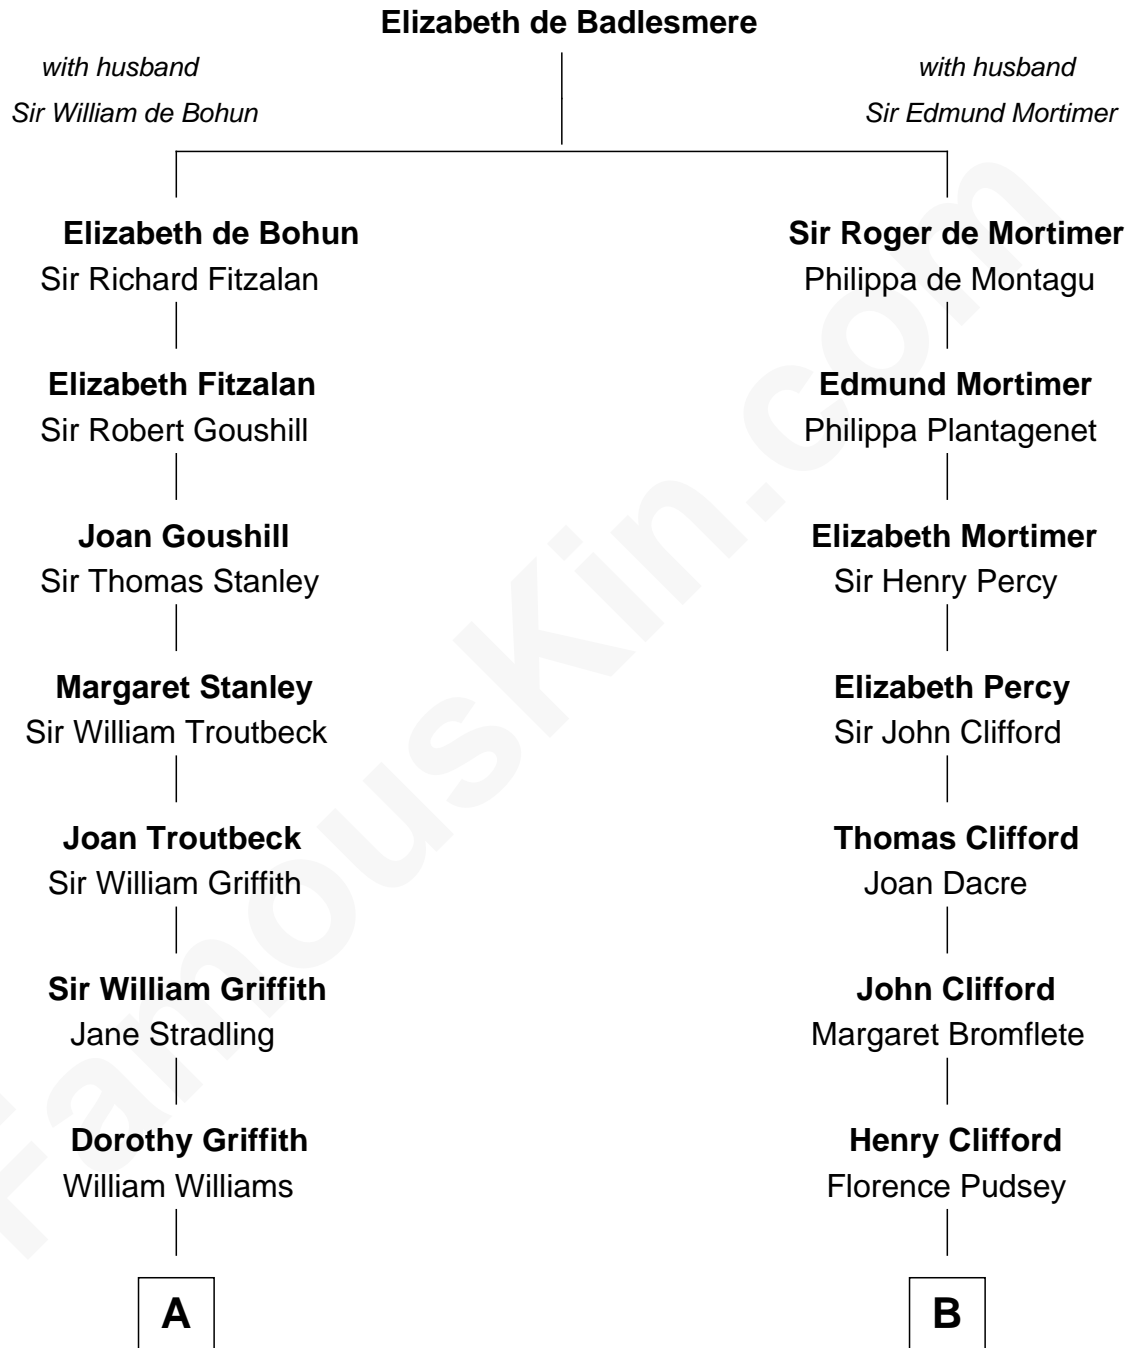 Elizabeth de Badlesmere
with husband
Sir William de Bohun
with husband
Sir Edmund Mortimer
Elizabeth de Bohun
Sir Richard Fitzalan
Sir Roger de Mortimer
Philippa de Montagu
Elizabeth Fitzalan
Sir Robert Goushill
Edmund Mortimer
Philippa Plantagenet
Joan Goushill
Sir Thomas Stanley
Elizabeth Mortimer
Sir Henry Percy
Margaret Stanley
Sir William Troutbeck
Elizabeth Percy
Sir John Clifford
Joan Troutbeck
Sir William Griffith
Thomas Clifford
Joan Dacre
Sir William Griffith
Jane Stradling
John Clifford
Margaret Bromflete
Dorothy Griffith
William Williams
Henry Clifford
Florence Pudsey
A
B
FamousKin.com